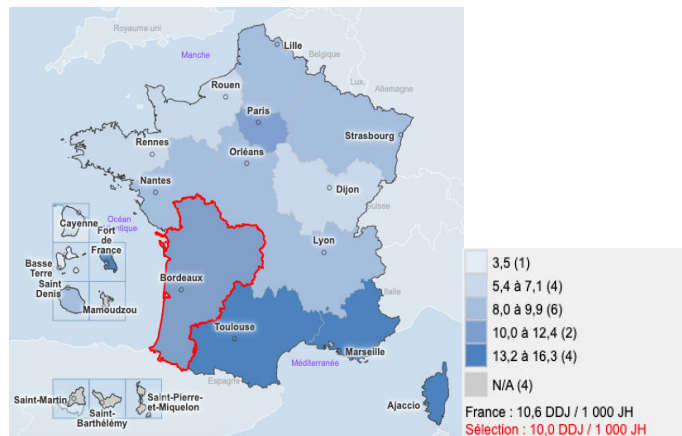 Royaume uni
Manche
Lille
Belgique
Lux.
Allemagne
Rouen
Paris
Strasbourg
Rennes
Orléans
Nantes
Dijon
Suisse
Océan
Cayenne
Fort
de
France
Lyon
Basse
Terre
Bordeaux
Saint
Denis
Mamoudzou
Italie
Toulouse
Marseille
Méditerranée
Espagne
Saint-Martin
Saint-
Barthélémy
Saint-Pierre-
et-Miquelon
Ajaccio
3,5 (1)
5,4 à 7,1 (4)
8,0 à 9,9 (6)
10,0 à 12,4 (2)
13,2 à 16,3 (4)
N/A (4)
France : 10,6 DDJ / 1 000 JH
Sélection : 10,0 DDJ / 1 000 JH